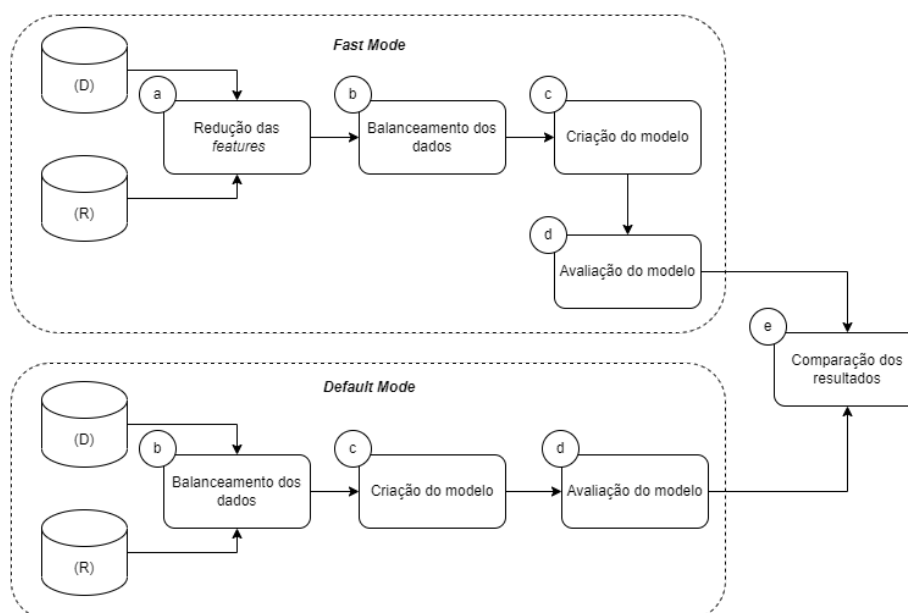 Fast Mode
(D)
a
Redução das
features
b
Balanceamento dos
dados
c
Criação do modelo
(R)
d
Avaliação do modelo
e
Comparação dos
resultados
Default Mode
(D)
b
Balanceamento dos
dados
c
Criação do modelo
d
Avaliação do modelo
(R)